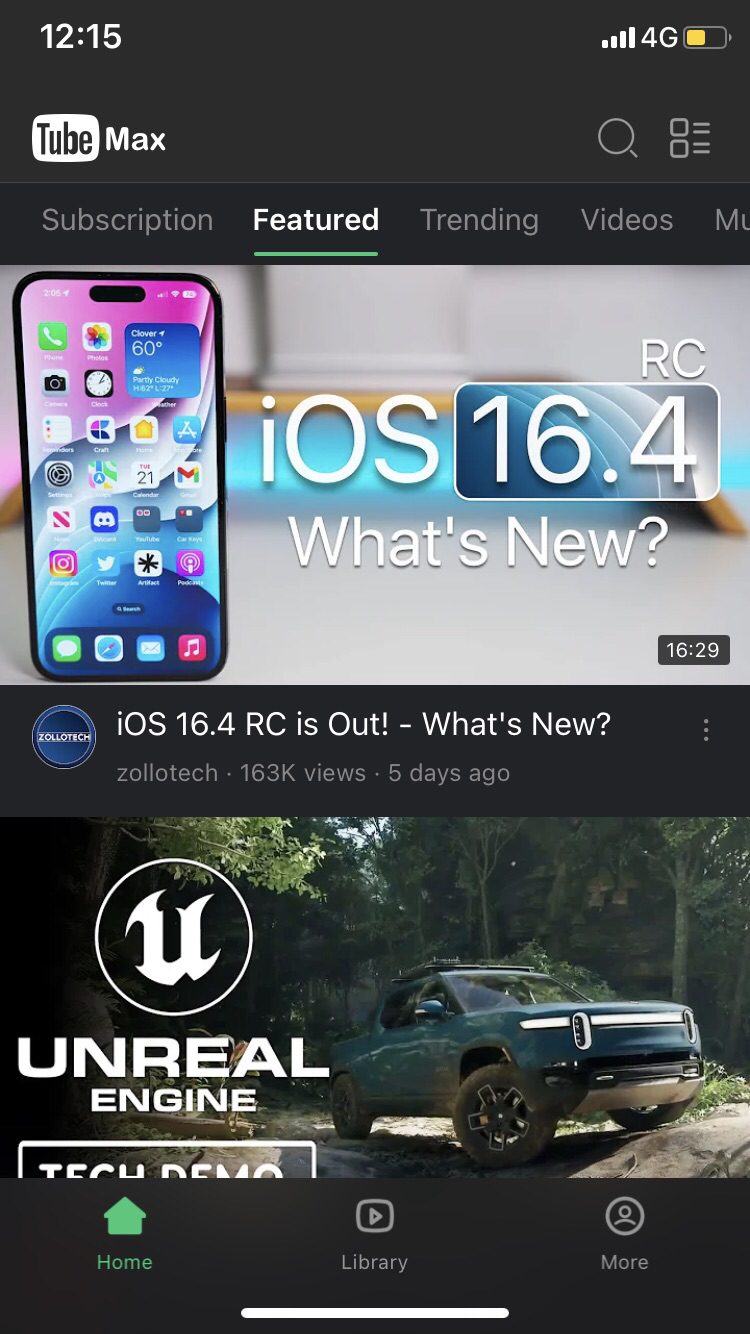 12:15
4G
Tube Max
Subscription Featured Trending Videos Mu
2:05
Clover
60°
Partly Cloudy
H:62° L:27°
Phone Photos
Camera Clock Weather
Reminders Craft Home App Store
TUE
21
Settings Maps Calendar Gmail
News Discord YouTube Car Keys
Instagram Twitter Artifact Podcasts
Search
RC
iOS 16.4
What's New?
16:29
ZOLLOTECH
iOS 16.4 RC is Out! - What's New?
zollotech · 163K views · 5 days ago
UNREAL
ENGINE
TECH DEMO
Home Library More